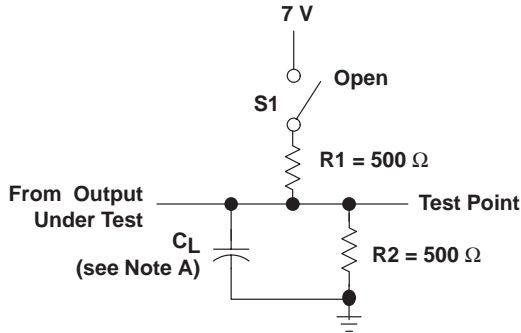 7 V
Open
S1
R1 = 500 Ω
From Output
Under Test
Test Point
CL
(see Note A)
R2 = 500 Ω